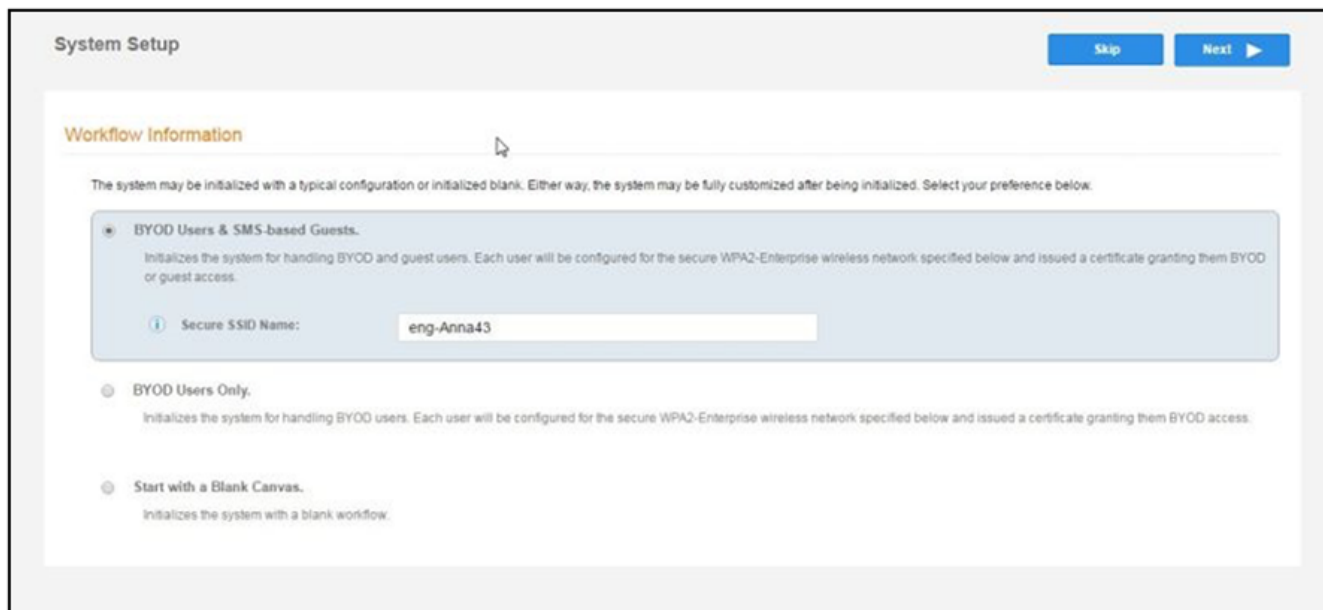 System Setup
Skip
Next
Workflow Information
The system may be initialized with a typical configuration or initialized blank. Either way, the system may be fully customized after being initialized. Select your preference below.
BYOD Users & SMS-based Guests.
Initializes the system for handling BYOD and guest users. Each user will be configured for the secure WPA2-Enterprise wireless network specified below and issued a certificate granting them BYOD
or guest access.
Secure SSID Name:
eng-Anna43
BYOD Users Only.
Initializes the system for handling BYOD users. Each user will be configured for the secure WPA2-Enterprise wireless network specified below and issued a certificate granting them BYOD access.
Start with a Blank Canvas.
Initializes the system with a blank workflow.